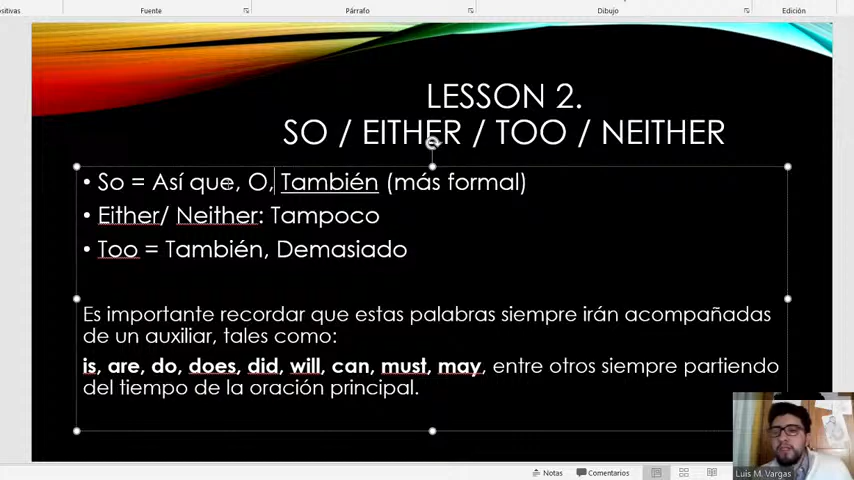 Fuente
Párrafo
Dibujo
Edición
LESSON 2.
SO / EITHER / TOO / NEITHER
• So = Así que, O, También (más formal)
• Either/ Neither: Tampoco
• Too = También, Demasiado
Es importante recordar que estas palabras siempre irán acompañadas
de un auxiliar, tales como:
is, are, do, does, did, will, can, must, may, entre otros siempre partiendo
del tiempo de la oración principal.
Luis M. Vargas
Notas
Comentarios